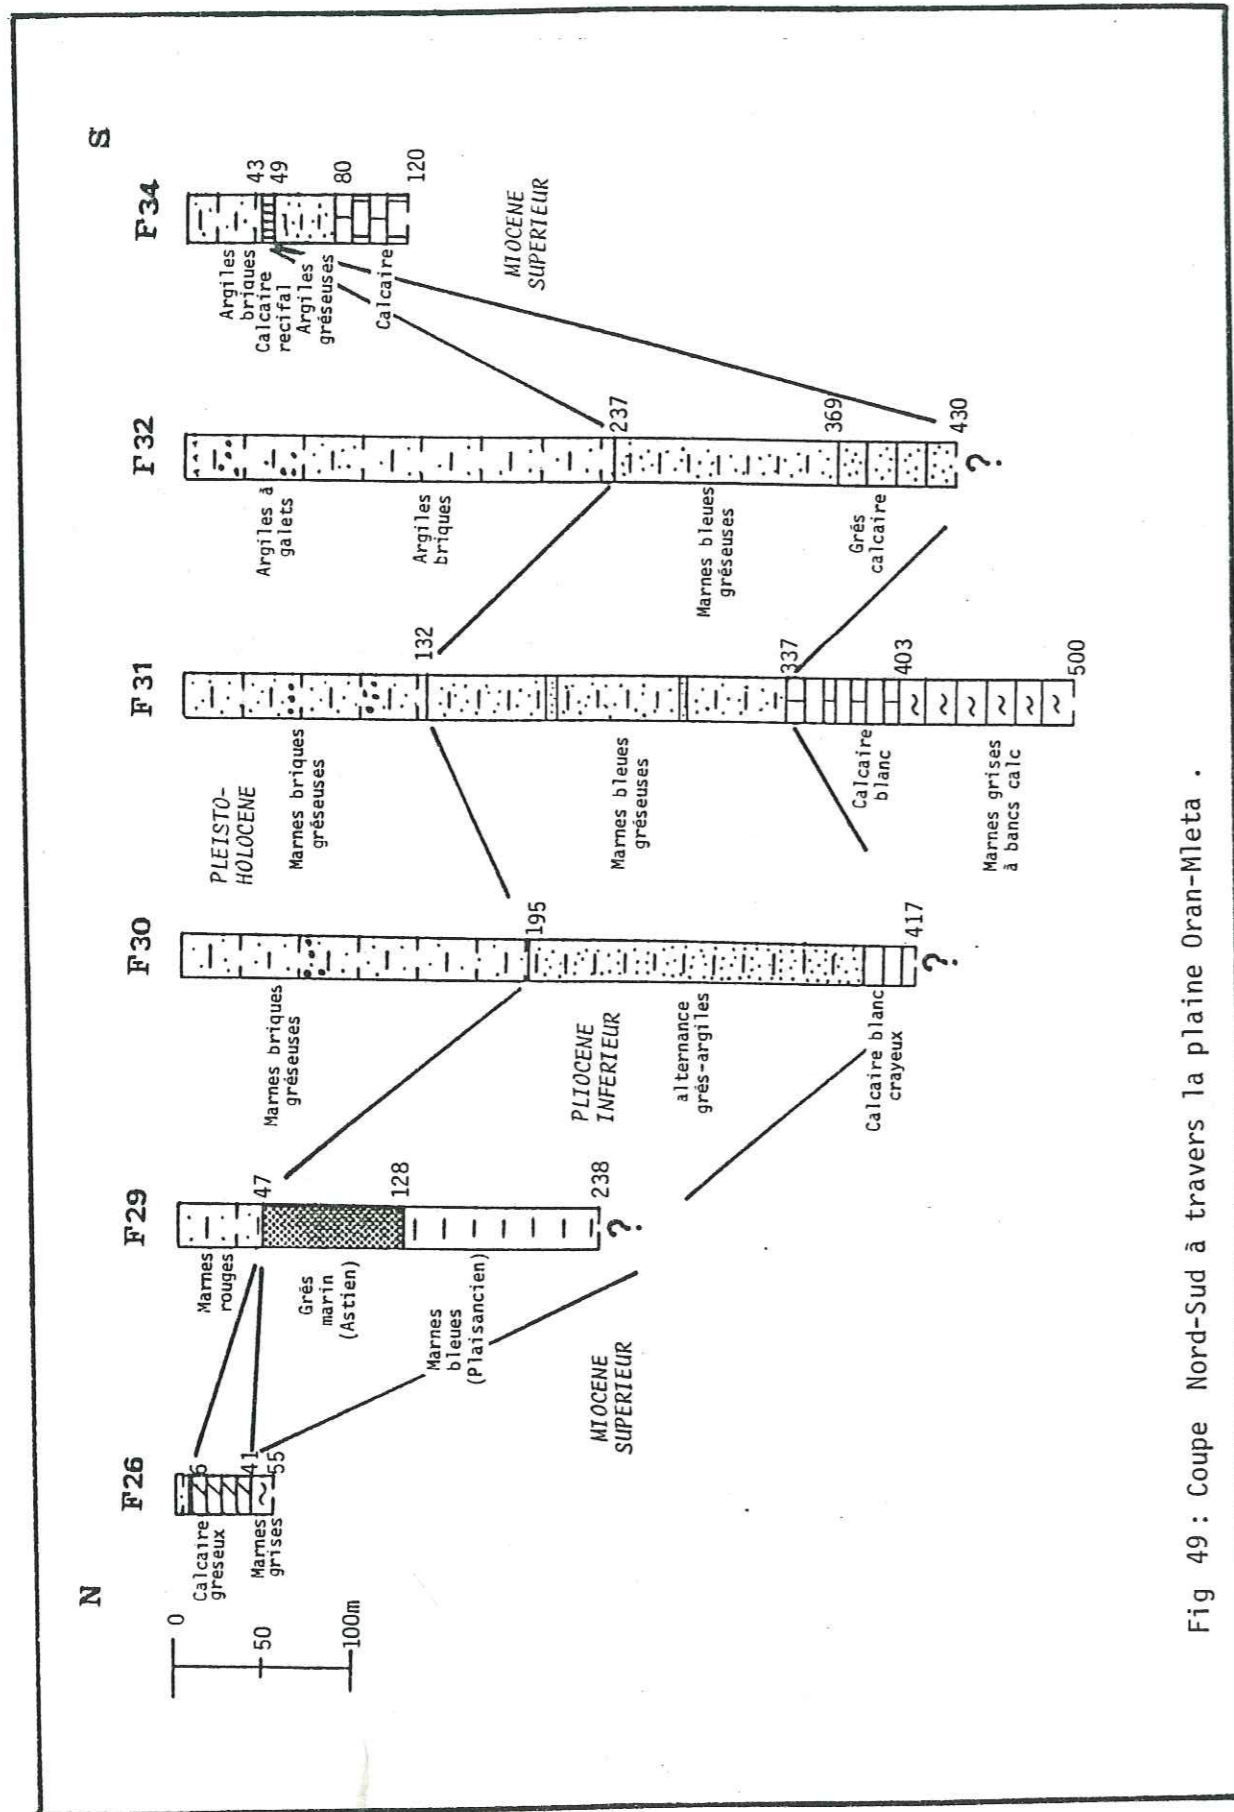 N
S
0
50
100m
F26
6
41
55
Calcaire
greseux
Marnes
grises
F29
47
128
238
?
Marnes
rouges
Grés
marin
(Astien)
Marnes
bleues
(Plaisancien)
MIOCENE
SUPERIEUR
F30
195
417
?
Marnes briques
gréseuses
PLIOCENE
INFERIEUR
alternance
grés-argiles
Calcaire blanc
crayeux
PLEISTO-
HOLOCENE
F31
132
337
403
500
Marnes briques
gréseuses
Marnes bleues
gréseuses
Calcaire
blanc
Marnes grises
à bancs calc
F32
237
369
430
?
Argiles à
galets
Argiles
briques
Marnes bleues
gréseuses
Grés
calcaire
F34
43
49
80
120
Argiles
briques
Calcaire
recifal
Argiles
gréseuses
Calcaire
MIOCENE
SUPERIEUR
Fig 49 : Coupe Nord-Sud à travers la plaine Oran-Mleta .